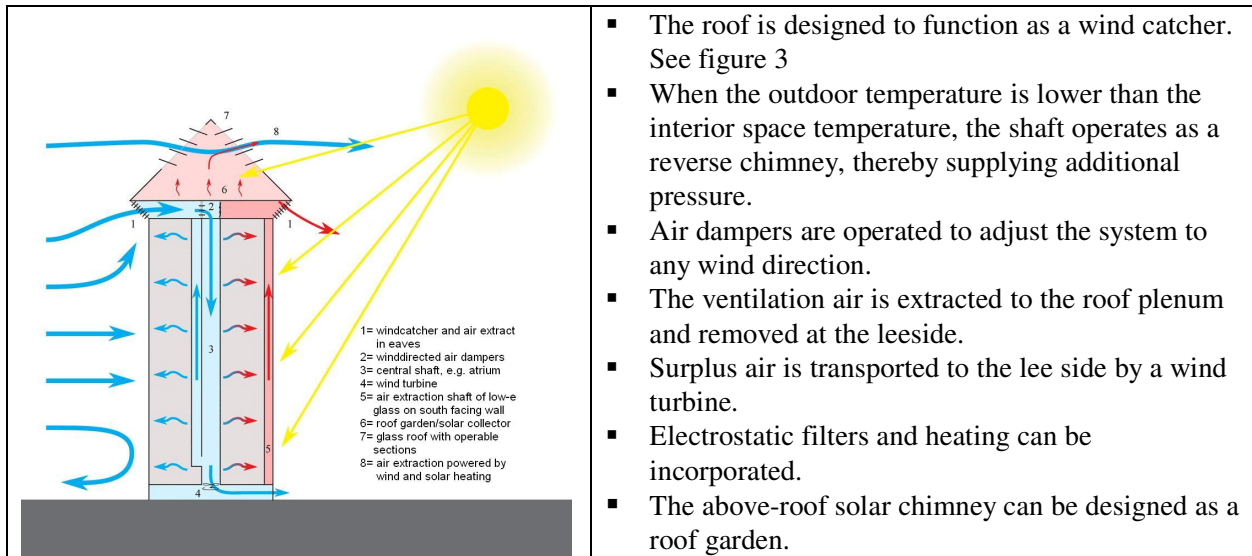 7
8
6
2
1
1
3
5
4
1= windcatcher and air extract
in eaves
2= winddirected air dampers
3= central shaft, e.g. atrium
4= wind turbine
5= air extraction shaft of low-e
glass on south facing wall
6= roof garden/solar collector
7= glass roof with operable
sections
8= air extraction powered by
wind and solar heating
▪ The roof is designed to function as a wind catcher.
See figure 3
▪ When the outdoor temperature is lower than the
interior space temperature, the shaft operates as a
reverse chimney, thereby supplying additional
pressure.
▪ Air dampers are operated to adjust the system to
any wind direction.
▪ The ventilation air is extracted to the roof plenum
and removed at the leeside.
▪ Surplus air is transported to the lee side by a wind
turbine.
▪ Electrostatic filters and heating can be
incorporated.
▪ The above-roof solar chimney can be designed as a
roof garden.